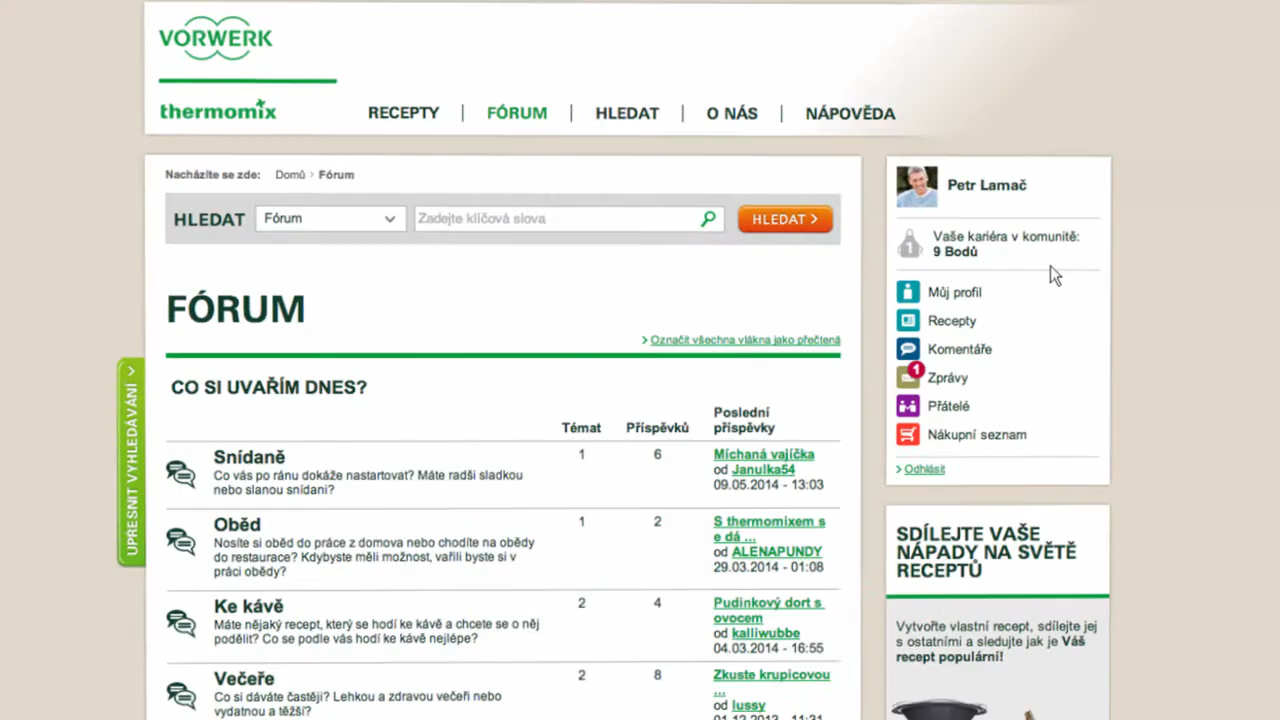 VORWERK
thermomix
RECEPTY | FÓRUM | HLEDAT | O NÁS | NÁPOVĚDA
Nacházíte se zde: Domů › Fórum
HLEDAT Fórum Zadejte klíčová slova HLEDAT >
FÓRUM
> Označit všechna vlákna jako přečtená
UPŘESNIT VYHLEDÁVÁNÍ >
CO SI UVAŘÍM DNES?
Témat Příspěvků Poslední
příspěvky
Snídaně 1 6 Míchaná vajíčka
Co vás po ránu dokáže nastartovat? Máte radši sladkou od Janulka54
nebo slanou snídani? 09.05.2014 - 13:03
Oběd 1 2 S thermomixem s
e dá ...
Nosíte si oběd do práce z domova nebo chodíte na obědy od ALENAPUNDY
do restaurace? Kdybyste měli možnost, vařili byste si v 29.03.2014 - 01:08
práci obědy?
Ke kávě 2 4 Pudinkový dort s
ovocem
Máte nějaký recept, který se hodí ke kávě a chcete se o něj od kalliwubbe
podělit? Co se podle vás hodí ke kávě nejlépe? 04.03.2014 - 16:55
Večeře 2 8 Zkuste krupicovou
...
Co si dáváte častěji? Lehkou a zdravou večeři nebo od lussy
vydatnou a těžší? 01.12.2013 - 11:31
Petr Lamač
1 Vaše kariéra v komunitě:
9 Bodů
Můj profil
Recepty
Komentáře
1 Zprávy
Přátelé
Nákupní seznam
> Odhlásit
SDÍLEJTE VAŠE
NÁPADY NA SVĚTĚ
RECEPTŮ
Vytvořte vlastní recept, sdílejte jej
s ostatními a sledujte jak je Váš
recept populární!